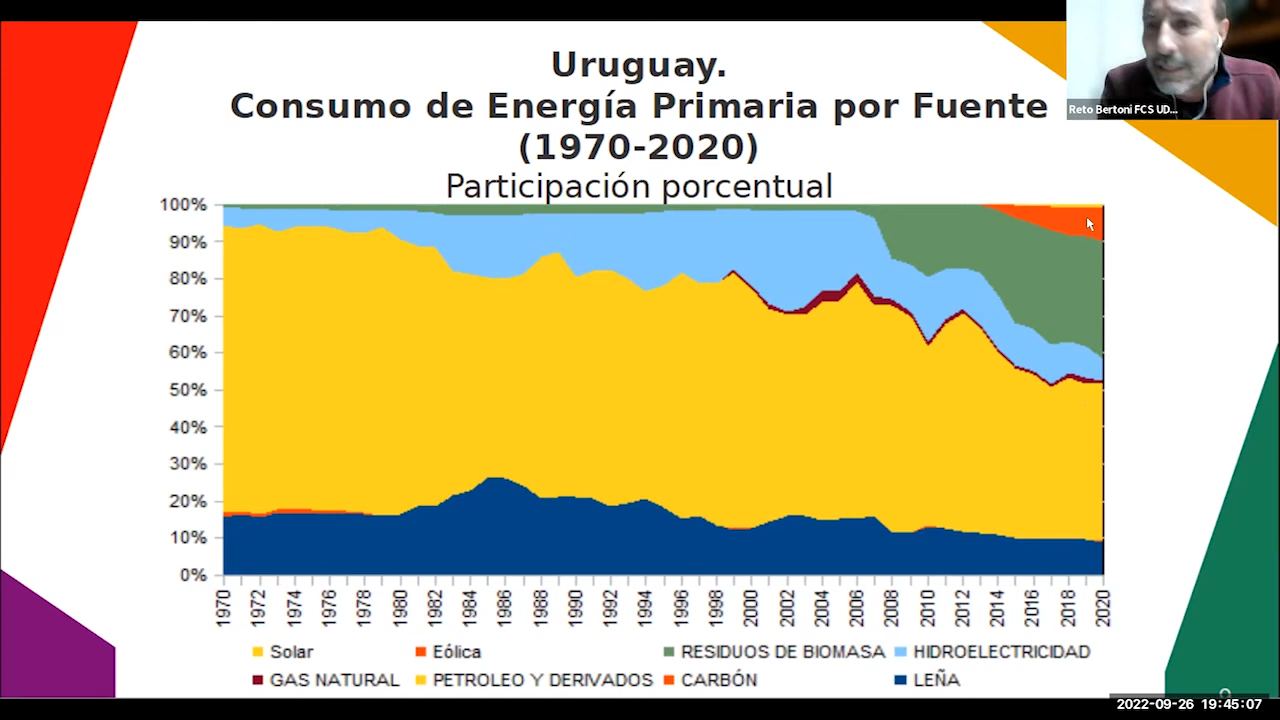 Uruguay.
Consumo de Energía Primaria por Fuente
(1970-2020)
Participación porcentual
Reto Bertoni FCS UD...
100%
90%
80%
70%
60%
50%
40%
30%
20%
10%
0%
1970 1972 1974 1976 1978 1980 1982 1984 1986 1988 1990 1992 1994 1996 1998 2000 2002 2004 2006 2008 2010 2012 2014 2016 2018 2020
Solar Eólica RESIDUOS DE BIOMASA HIDROELECTRICIDAD
GAS NATURAL PETROLEO Y DERIVADOS CARBÓN LEÑA
2022-09-26 19:45:07